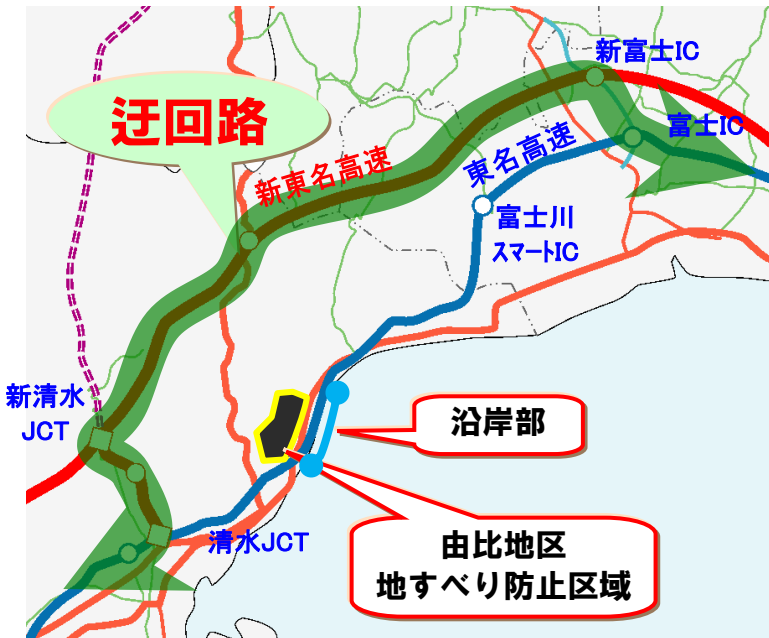 新富士IC
富士IC
迂回路
新東名高速
東名高速
富士川
スマートIC
新清水
JCT
沿岸部
清水JCT
由比地区
地すべり防止区域